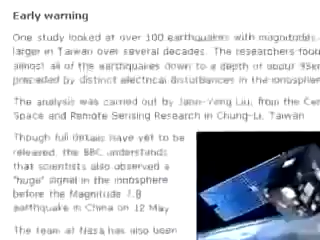 Early warning
One study looked at over 100 earthquakes with magnitudes
larger in Taiwan over several decades. The researchers
almost all of the earthquakes down to a depth of about
preceded by distinct electrical disturbances in the
The analysis was carried out by Jann-Yeng Liu, from the
Space and Remote Sensing Research in Chung-Li, Taiwan
Though full details have yet to be
released, the BBC understands
that scientists also observed a
"huge" signal in the ionosphere
before the Magnitude 7.8
earthquake in China on 12 May
The team at Nasa has also been